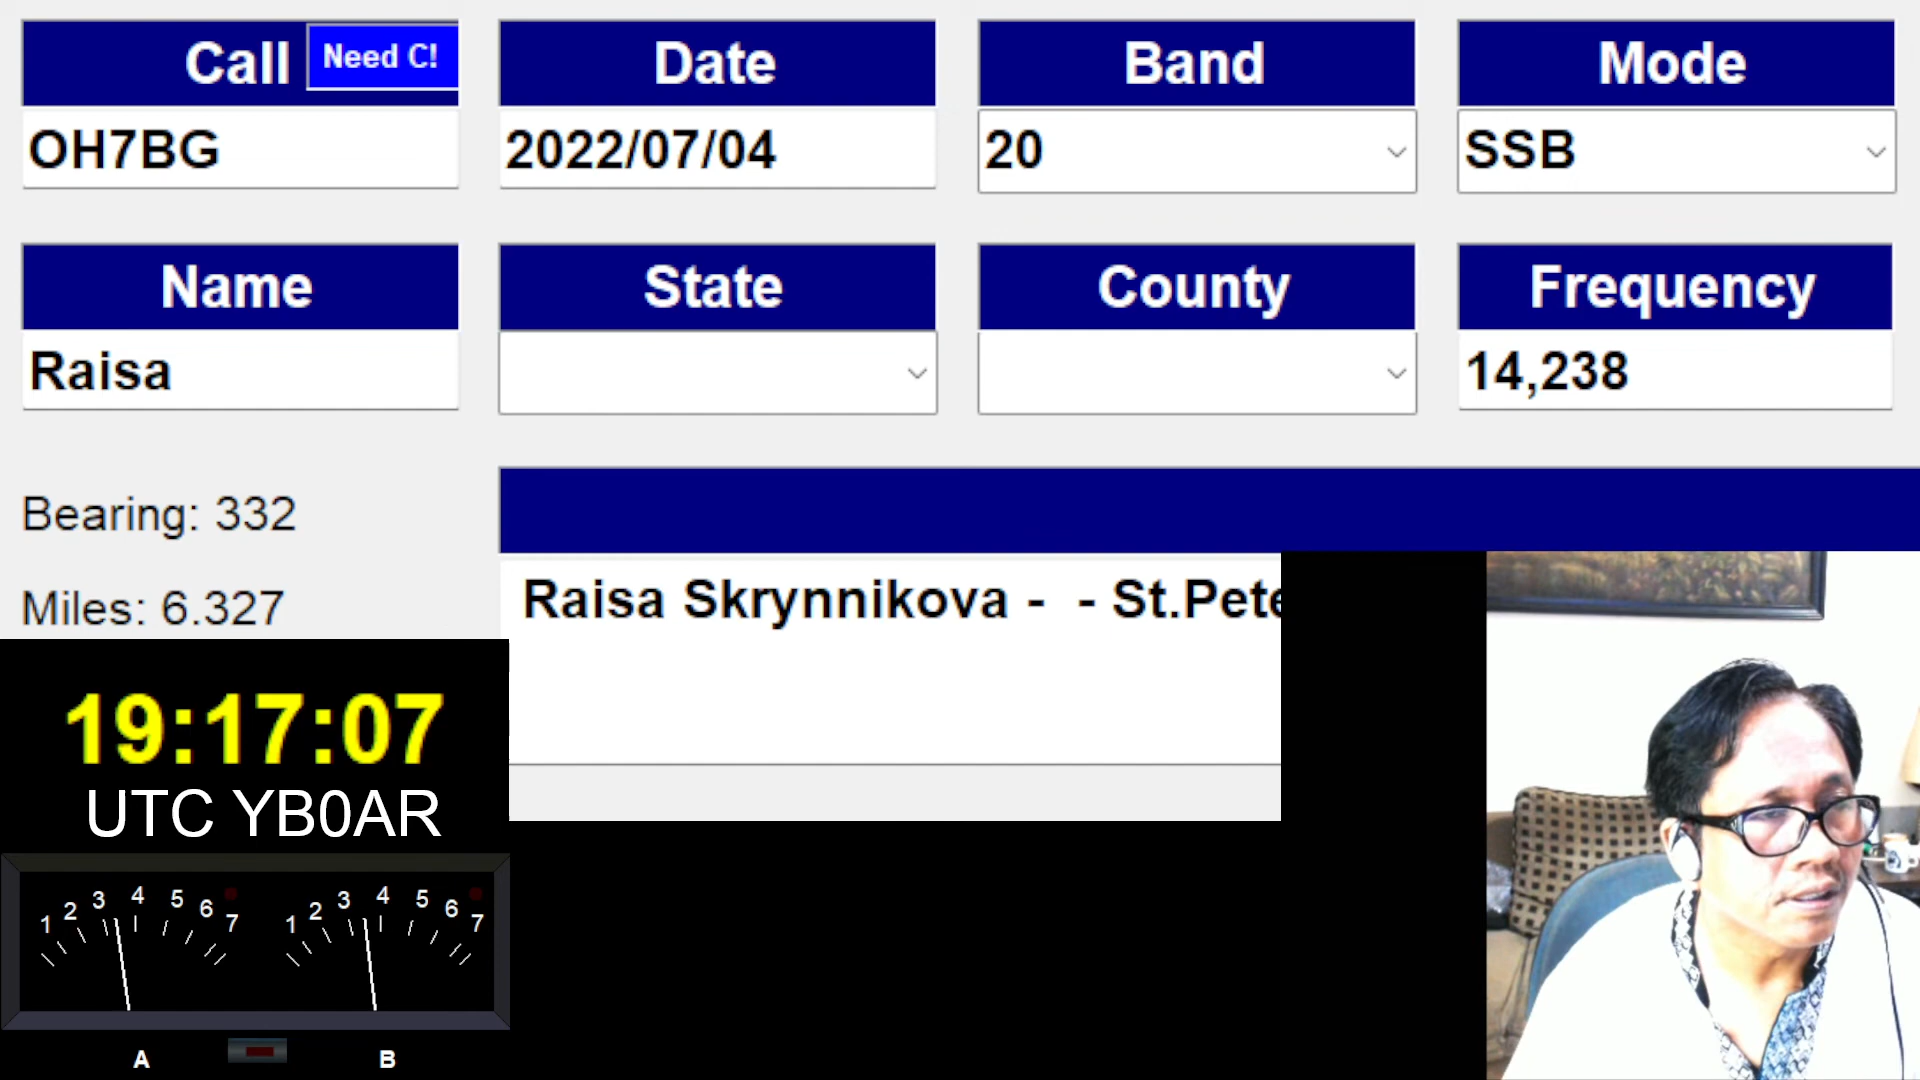 Call Need C!
Date
Band
Mode
OH7BG
2022/07/04
20
SSB
Name
State
County
Frequency
Raisa
14,238
Bearing: 332
Miles: 6.327
Raisa Skrynnikova -  - St.Pete
19:17:07
UTC YB0AR
1 2 3 4 5 6 7
1 2 3 4 5 6 7
A
B